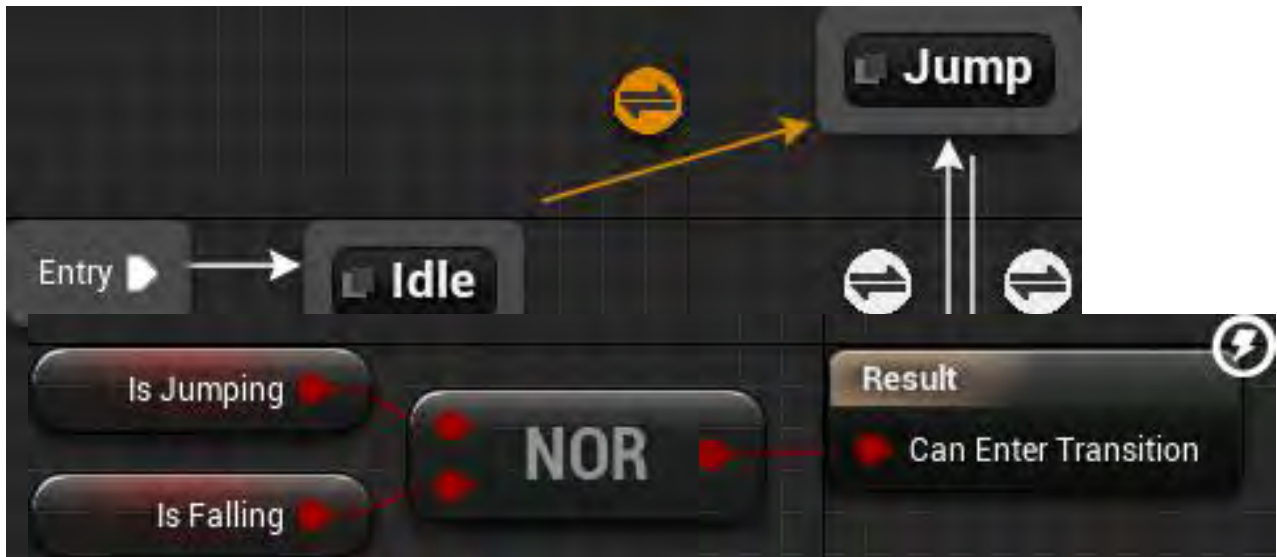 Jump
Entry
Idle
Is Jumping
NOR
Result
Can Enter Transition
Is Falling